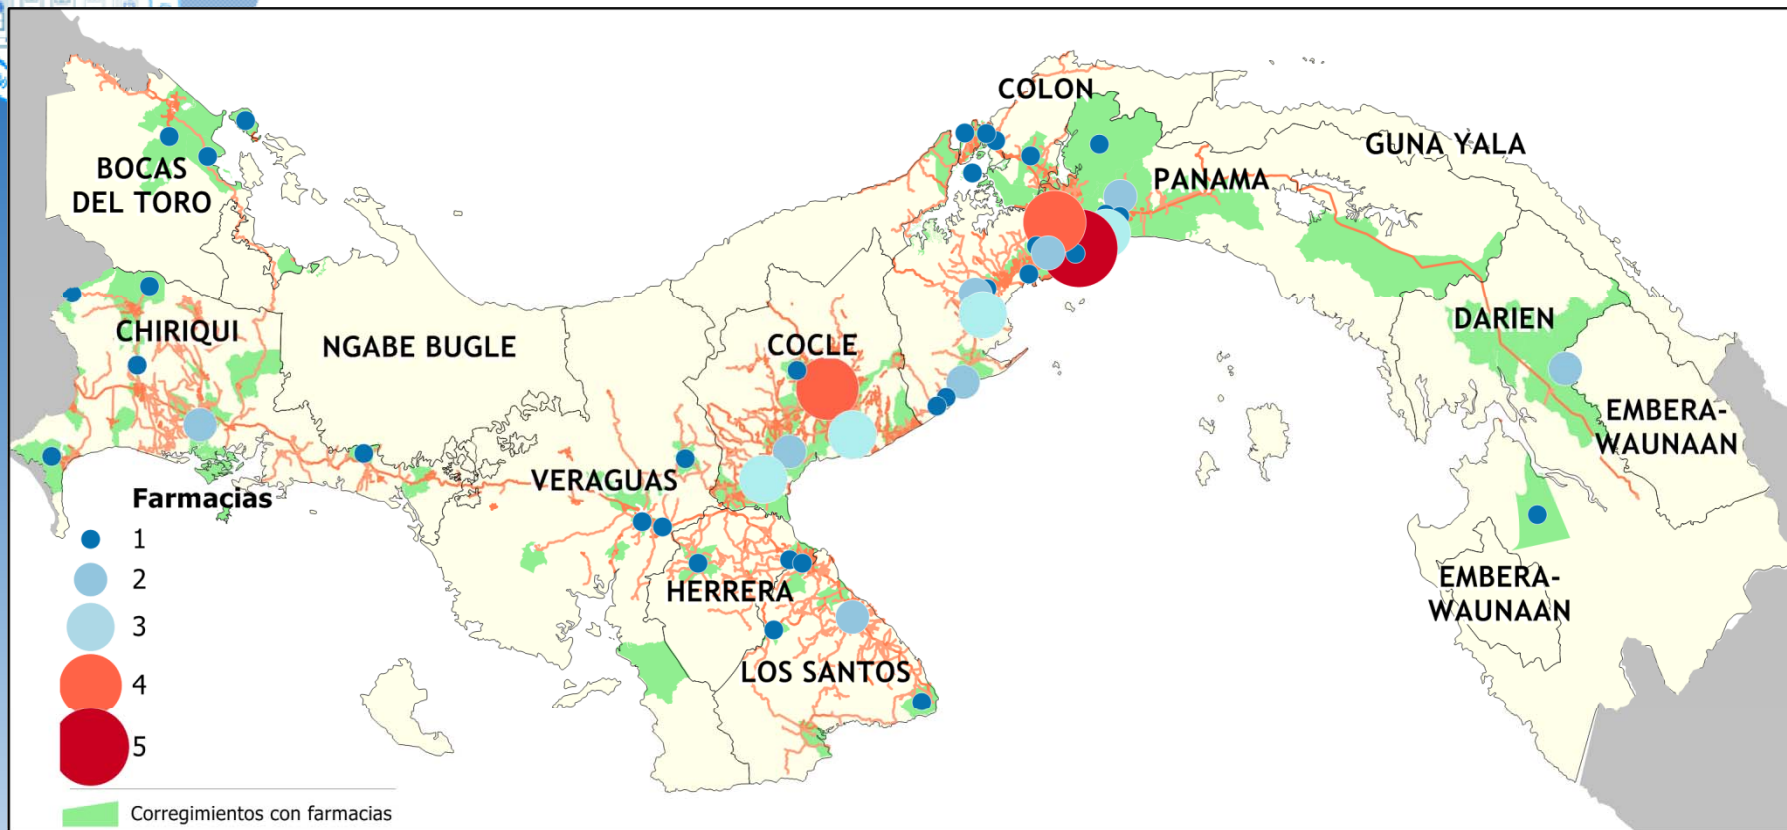 COLON
GUNA YALA
PANAMA
BOCAS
DEL TORO
CHIRIQUI
NGABE BUGLE
COCLE
DARIEN
EMBERA-
WAUNAAN
VERAGUAS
HERRERA
EMBERA-
WAUNAAN
LOS SANTOS
Farmacias
1
2
3
4
5
Corregimientos con farmacias